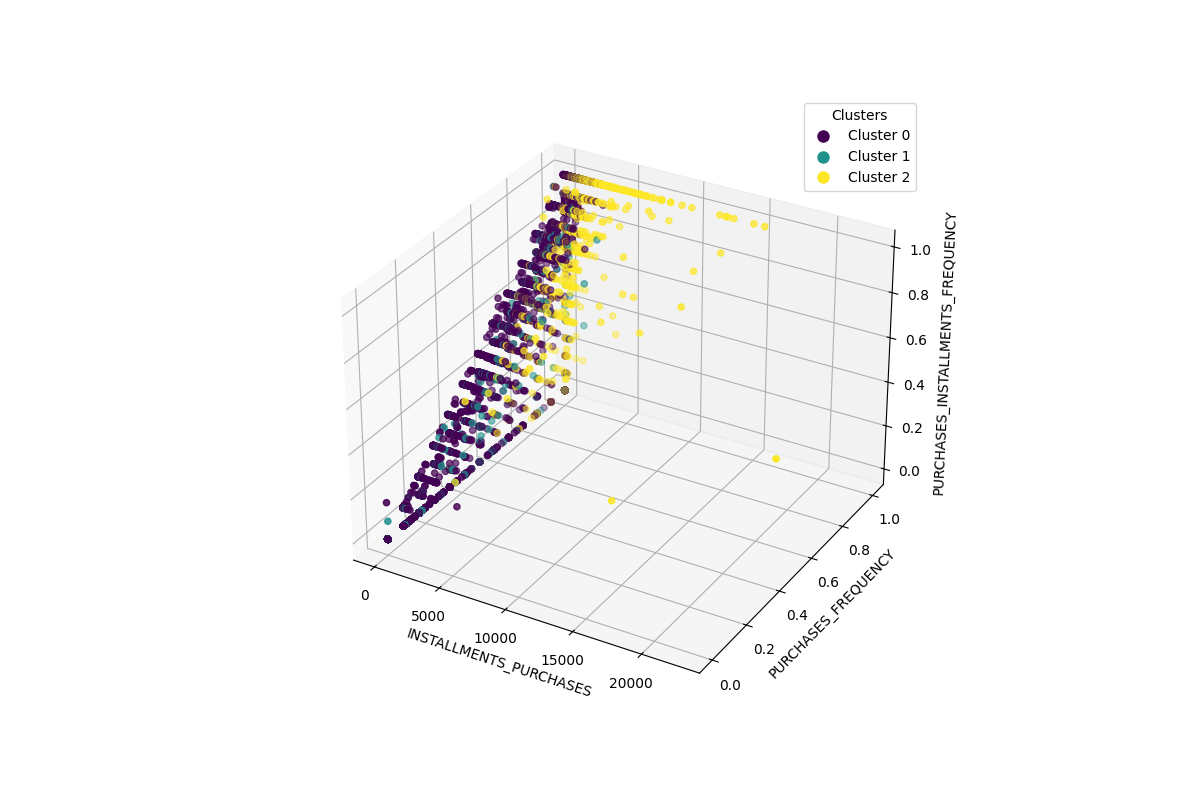 Clusters
Cluster 0
Cluster 1
Cluster 2
1.0
0.8
0.6
0.4
0.2
0.0
PURCHASES_INSTALLMENTS_FREQUENCY
1.0
0.8
0.6
0.4
0.2
0.0
PURCHASES_FREQUENCY
0
5000
10000
15000
20000
INSTALLMENTS_PURCHASES